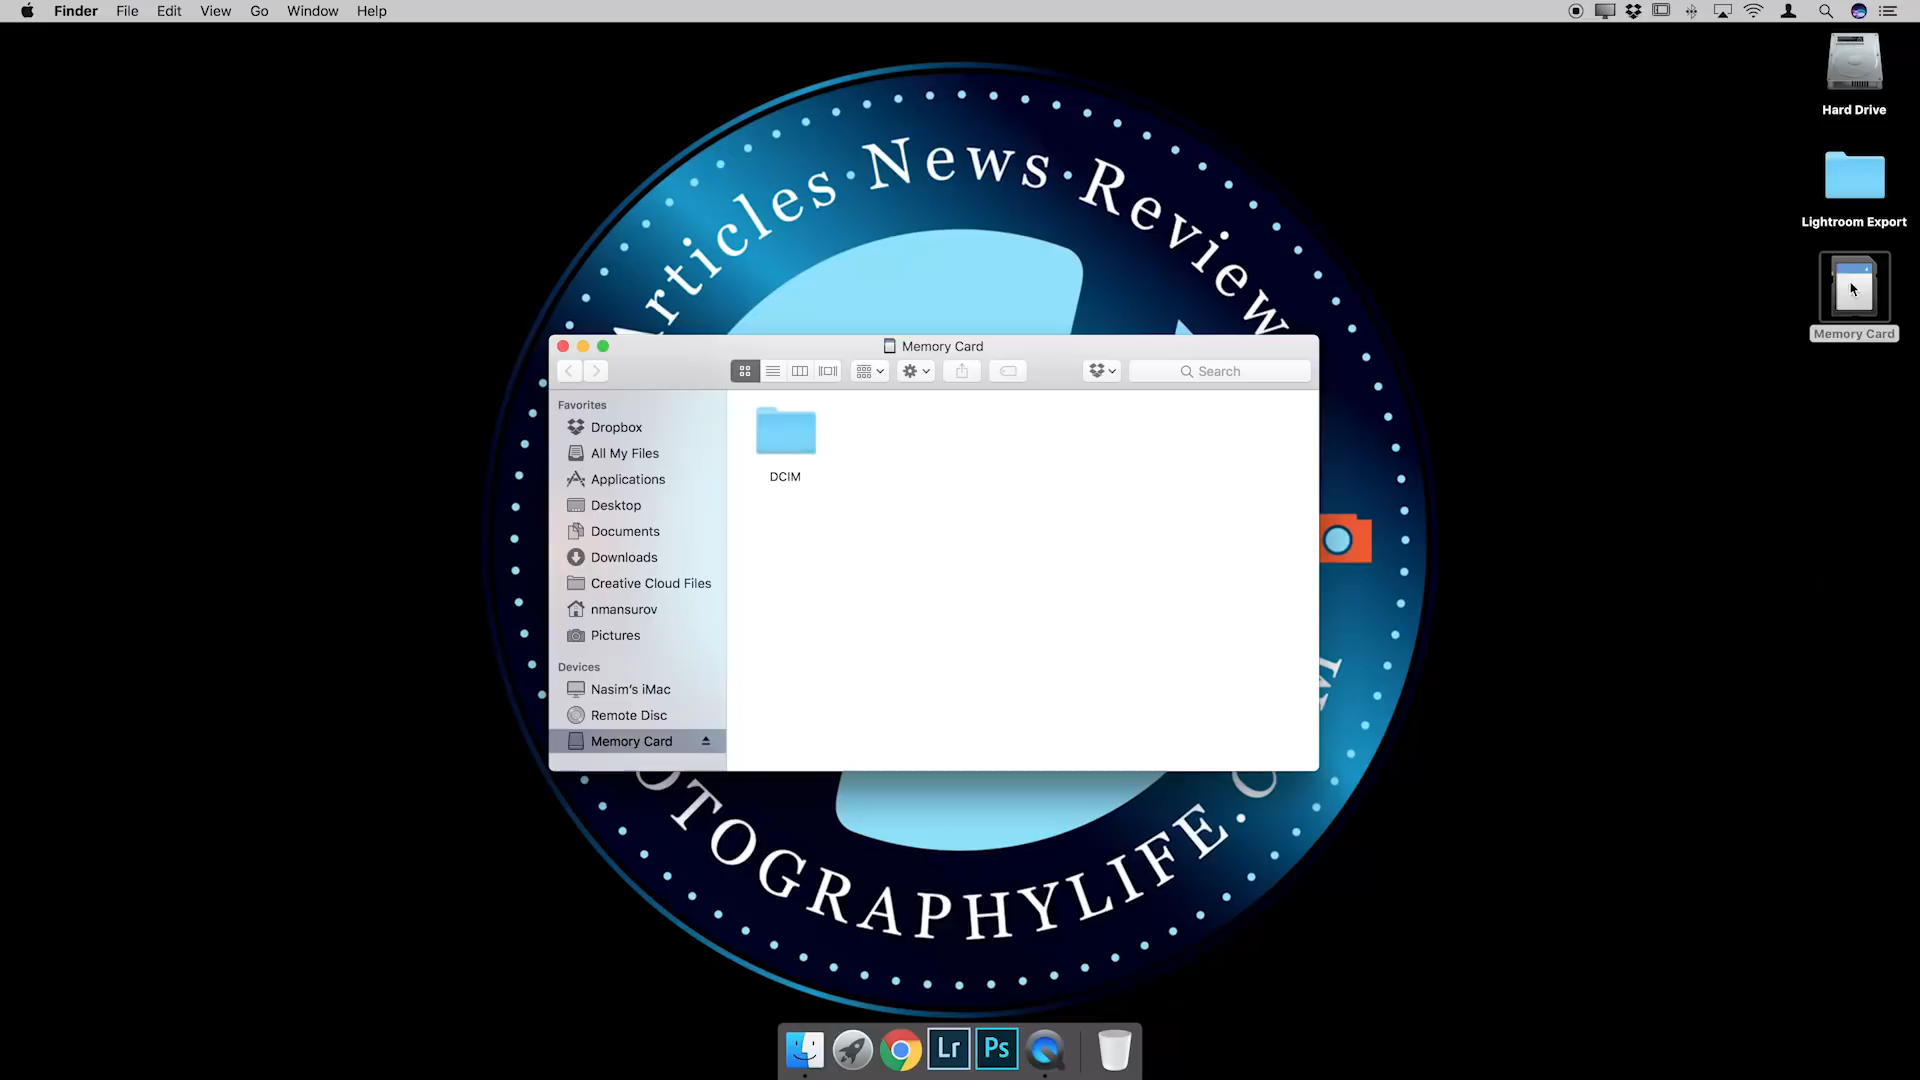 Finder File Edit View Go Window Help
Hard Drive
Lightroom Export
Memory Card
Articles · News · Reviews
Memory Card
Search
Favorites
Dropbox
All My Files
Applications
Desktop
Documents
Downloads
Creative Cloud Files
nmansurov
Pictures
Devices
Nasim's iMac
Remote Disc
Memory Card
DCIM
OTOGRAPHYLIFE.CO
Lr Ps